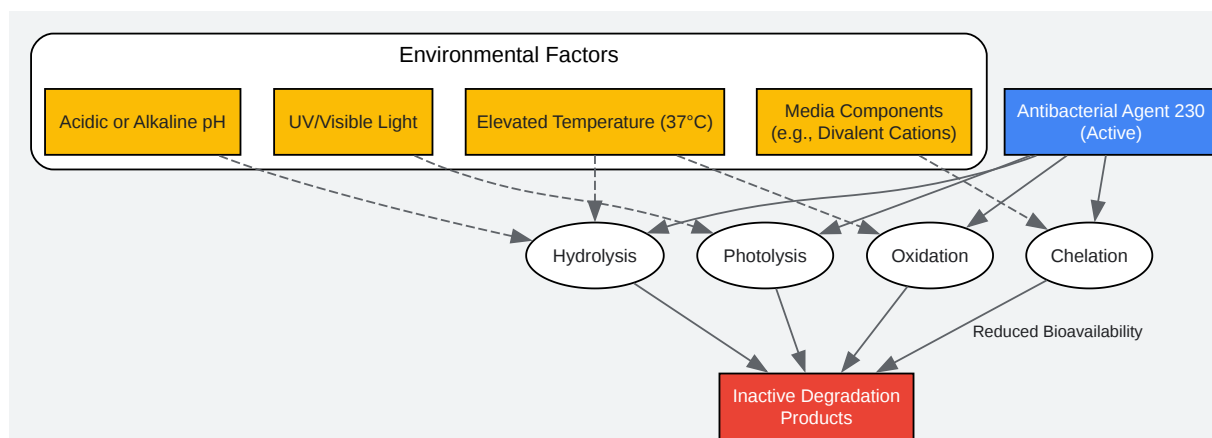 Environmental Factors
Acidic or Alkaline pH
UV/Visible Light
Elevated Temperature (37°C)
Media Components
(e.g., Divalent Cations)
Antibacterial Agent 230
(Active)
Hydrolysis
Photolysis
Oxidation
Chelation
Reduced Bioavailability
Inactive Degradation
Products